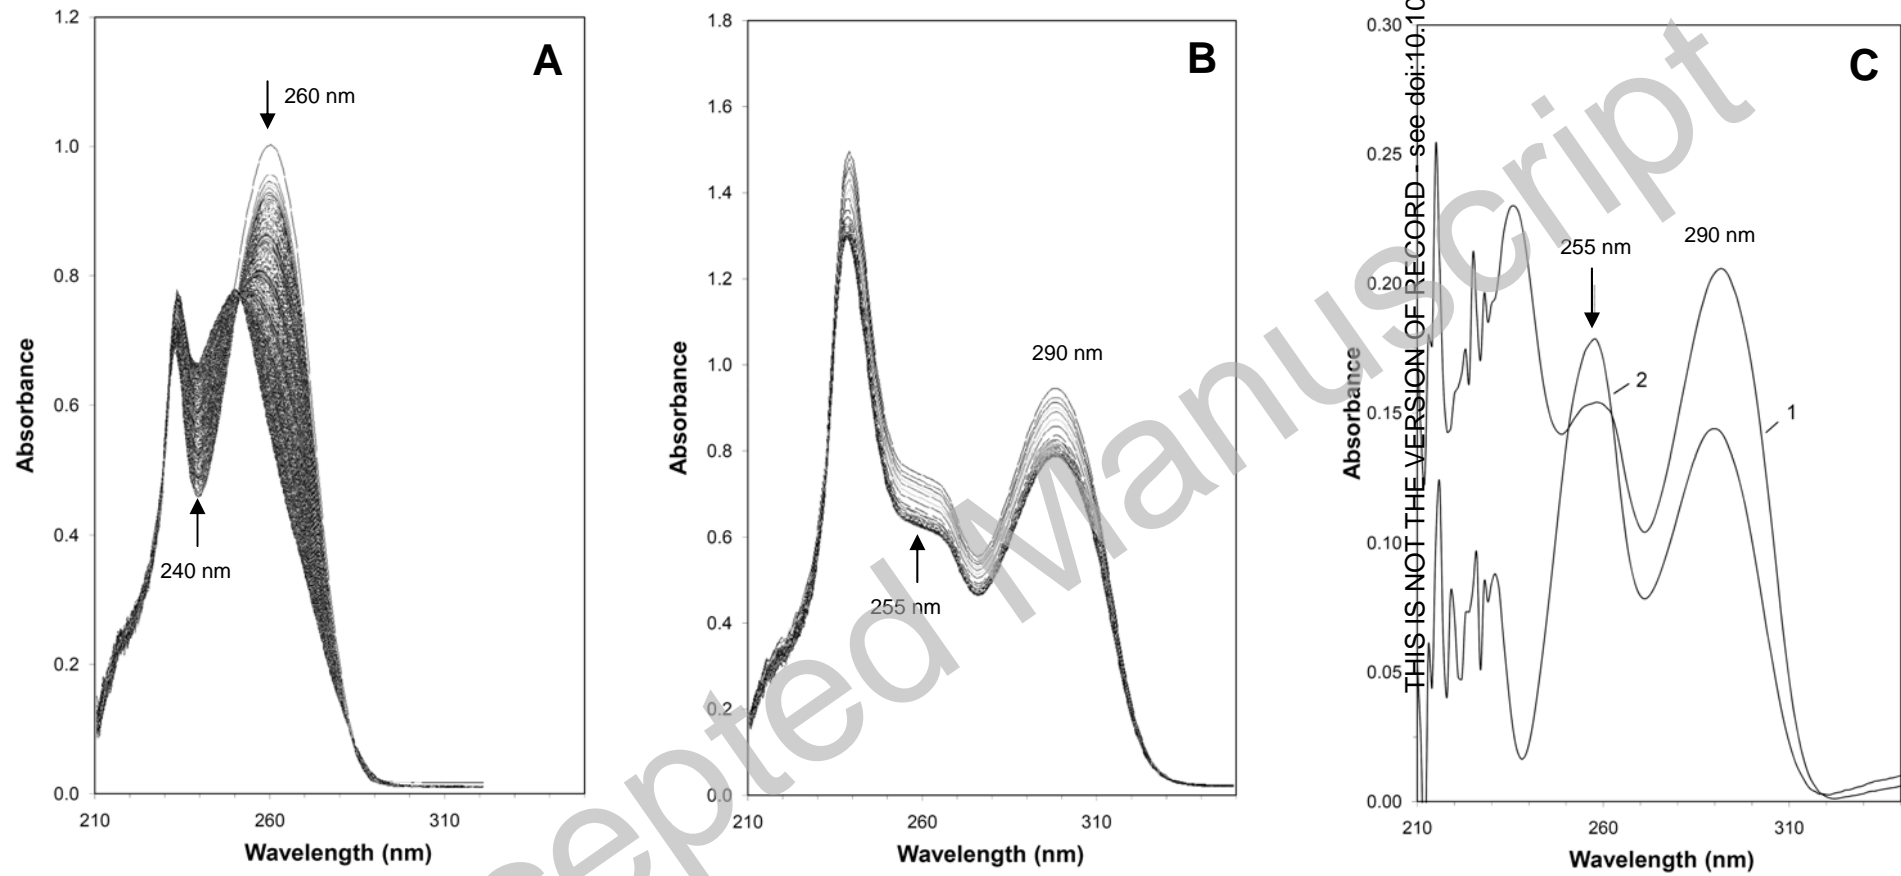 A
1.2
1.0
0.8
0.6
0.4
0.2
0.0
210
260
310
260 nm
240 nm
Absorbance
Wavelength (nm)
B
1.8
1.6
1.4
1.2
1.0
0.8
0.6
0.4
0.2
0.0
210
260
310
290 nm
255 nm
Absorbance
Wavelength (nm)
C
0.30
0.25
0.20
0.15
0.10
0.05
0.00
210
260
310
255 nm
290 nm
2
1
Absorbance
Wavelength (nm)
THIS IS NOT THE VERSION OF RECORD - see doi:10.10
cepted Manuscript